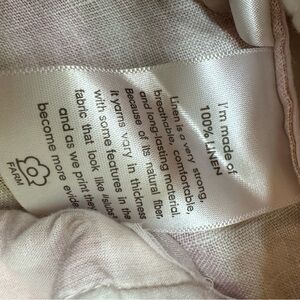 I'm made of
100% LINEN
Linen is a very strong,
breathable, comfortable,
and long-lasting material.
Because of its natural fiber,
it yarns vary in thickness
with some features in the
fabric that look like
and as we print
become more
FARM